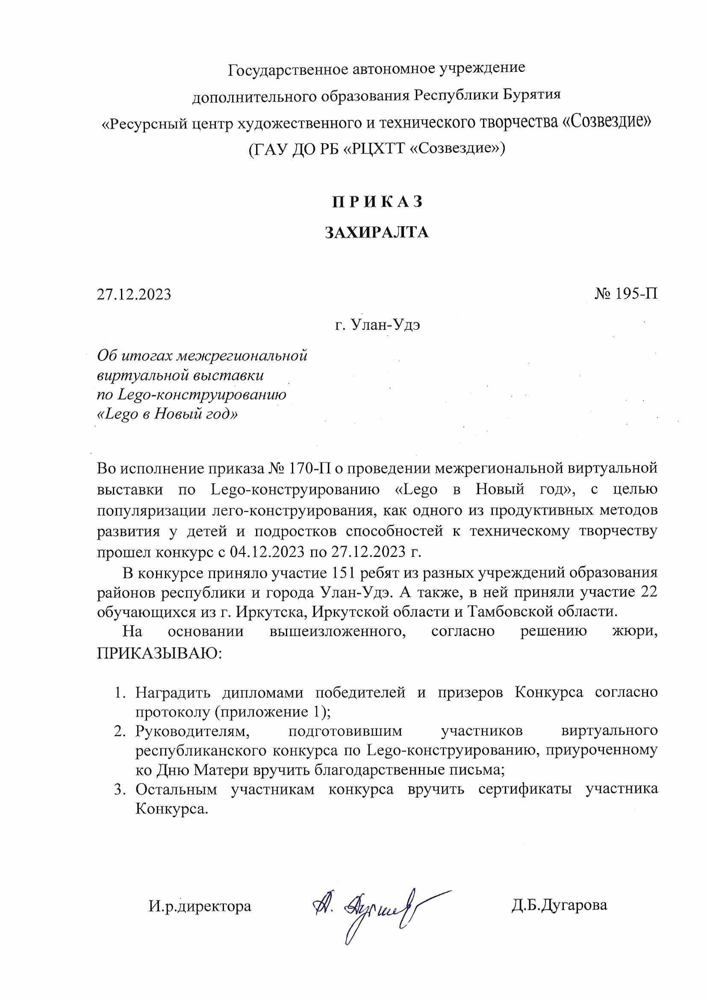 Государственное автономное учреждение
дополнительного образования Республики Бурятия
«Ресурсный центр художественного и технического творчества «Созвездие»
(ГАУ ДО РБ «РЦХТТ «Созвездие»)
П Р И К А З
ЗАХИРАЛТА
27.12.2023 № 195-П
г. Улан-Удэ
Об итогах межрегиональной
виртуальной выставки
по Lego-конструированию
«Lego в Новый год»
Во исполнение приказа № 170-П о проведении межрегиональной виртуальной
выставки по Lego-конструированию «Lego в Новый год», с целью
популяризации лего-конструирования, как одного из продуктивных методов
развития у детей и подростков способностей к техническому творчеству
прошел конкурс с 04.12.2023 по 27.12.2023 г.
В конкурсе приняло участие 151 ребят из разных учреждений образования
районов республики и города Улан-Удэ. А также, в ней приняли участие 22
обучающихся из г. Иркутска, Иркутской области и Тамбовской области.
На основании вышеизложенного, согласно решению жюри,
ПРИКАЗЫВАЮ:
1. Наградить дипломами победителей и призеров Конкурса согласно
протоколу (приложение 1);
2. Руководителям, подготовившим участников виртуального
республиканского конкурса по Lego-конструированию, приуроченному
ко Дню Матери вручить благодарственные письма;
3. Остальным участникам конкурса вручить сертификаты участника
Конкурса.
И.р.директора Д.Б.Дугарова